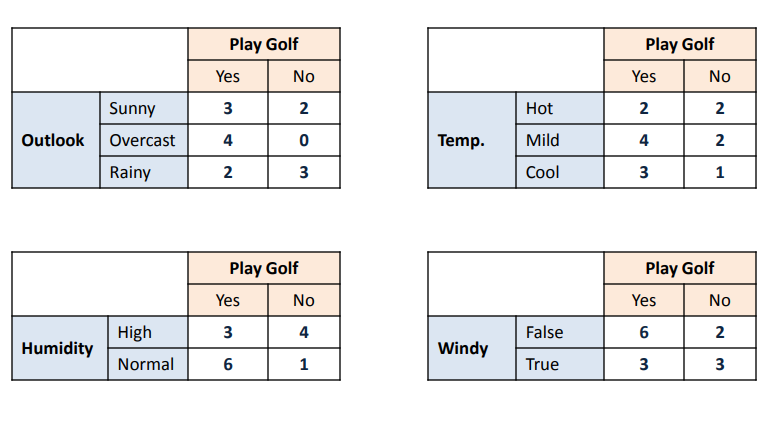 Play Golf
Yes No
Outlook Sunny 3 2
Overcast 4 0
Rainy 2 3
Play Golf
Yes No
Temp. Hot 2 2
Mild 4 2
Cool 3 1
Play Golf
Yes No
Humidity High 3 4
Normal 6 1
Play Golf
Yes No
Windy False 6 2
True 3 3